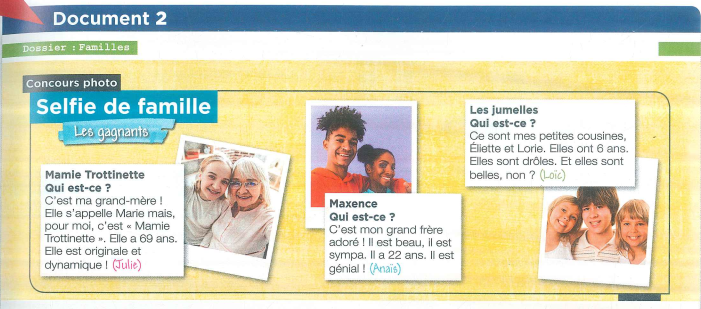 Document 2
Dossier : Familles
Concours photo
Selfie de famille
Les gagnants
Mamie Trottinette
Qui est-ce ?
C'est ma grand-mère !
Elle s'appelle Marie mais,
pour moi, c'est « Mamie
Trottinette ». Elle a 69 ans.
Elle est originale et
dynamique ! (Julie)
Maxence
Qui est-ce ?
C'est mon grand frère
adoré ! Il est beau, il est
sympa. Il a 22 ans. Il est
génial ! (Anaïs)
Les jumelles
Qui est-ce ?
Ce sont mes petites cousines,
Éliette et Lorie. Elles ont 6 ans.
Elles sont drôles. Et elles sont
belles, non ? (Loïc)